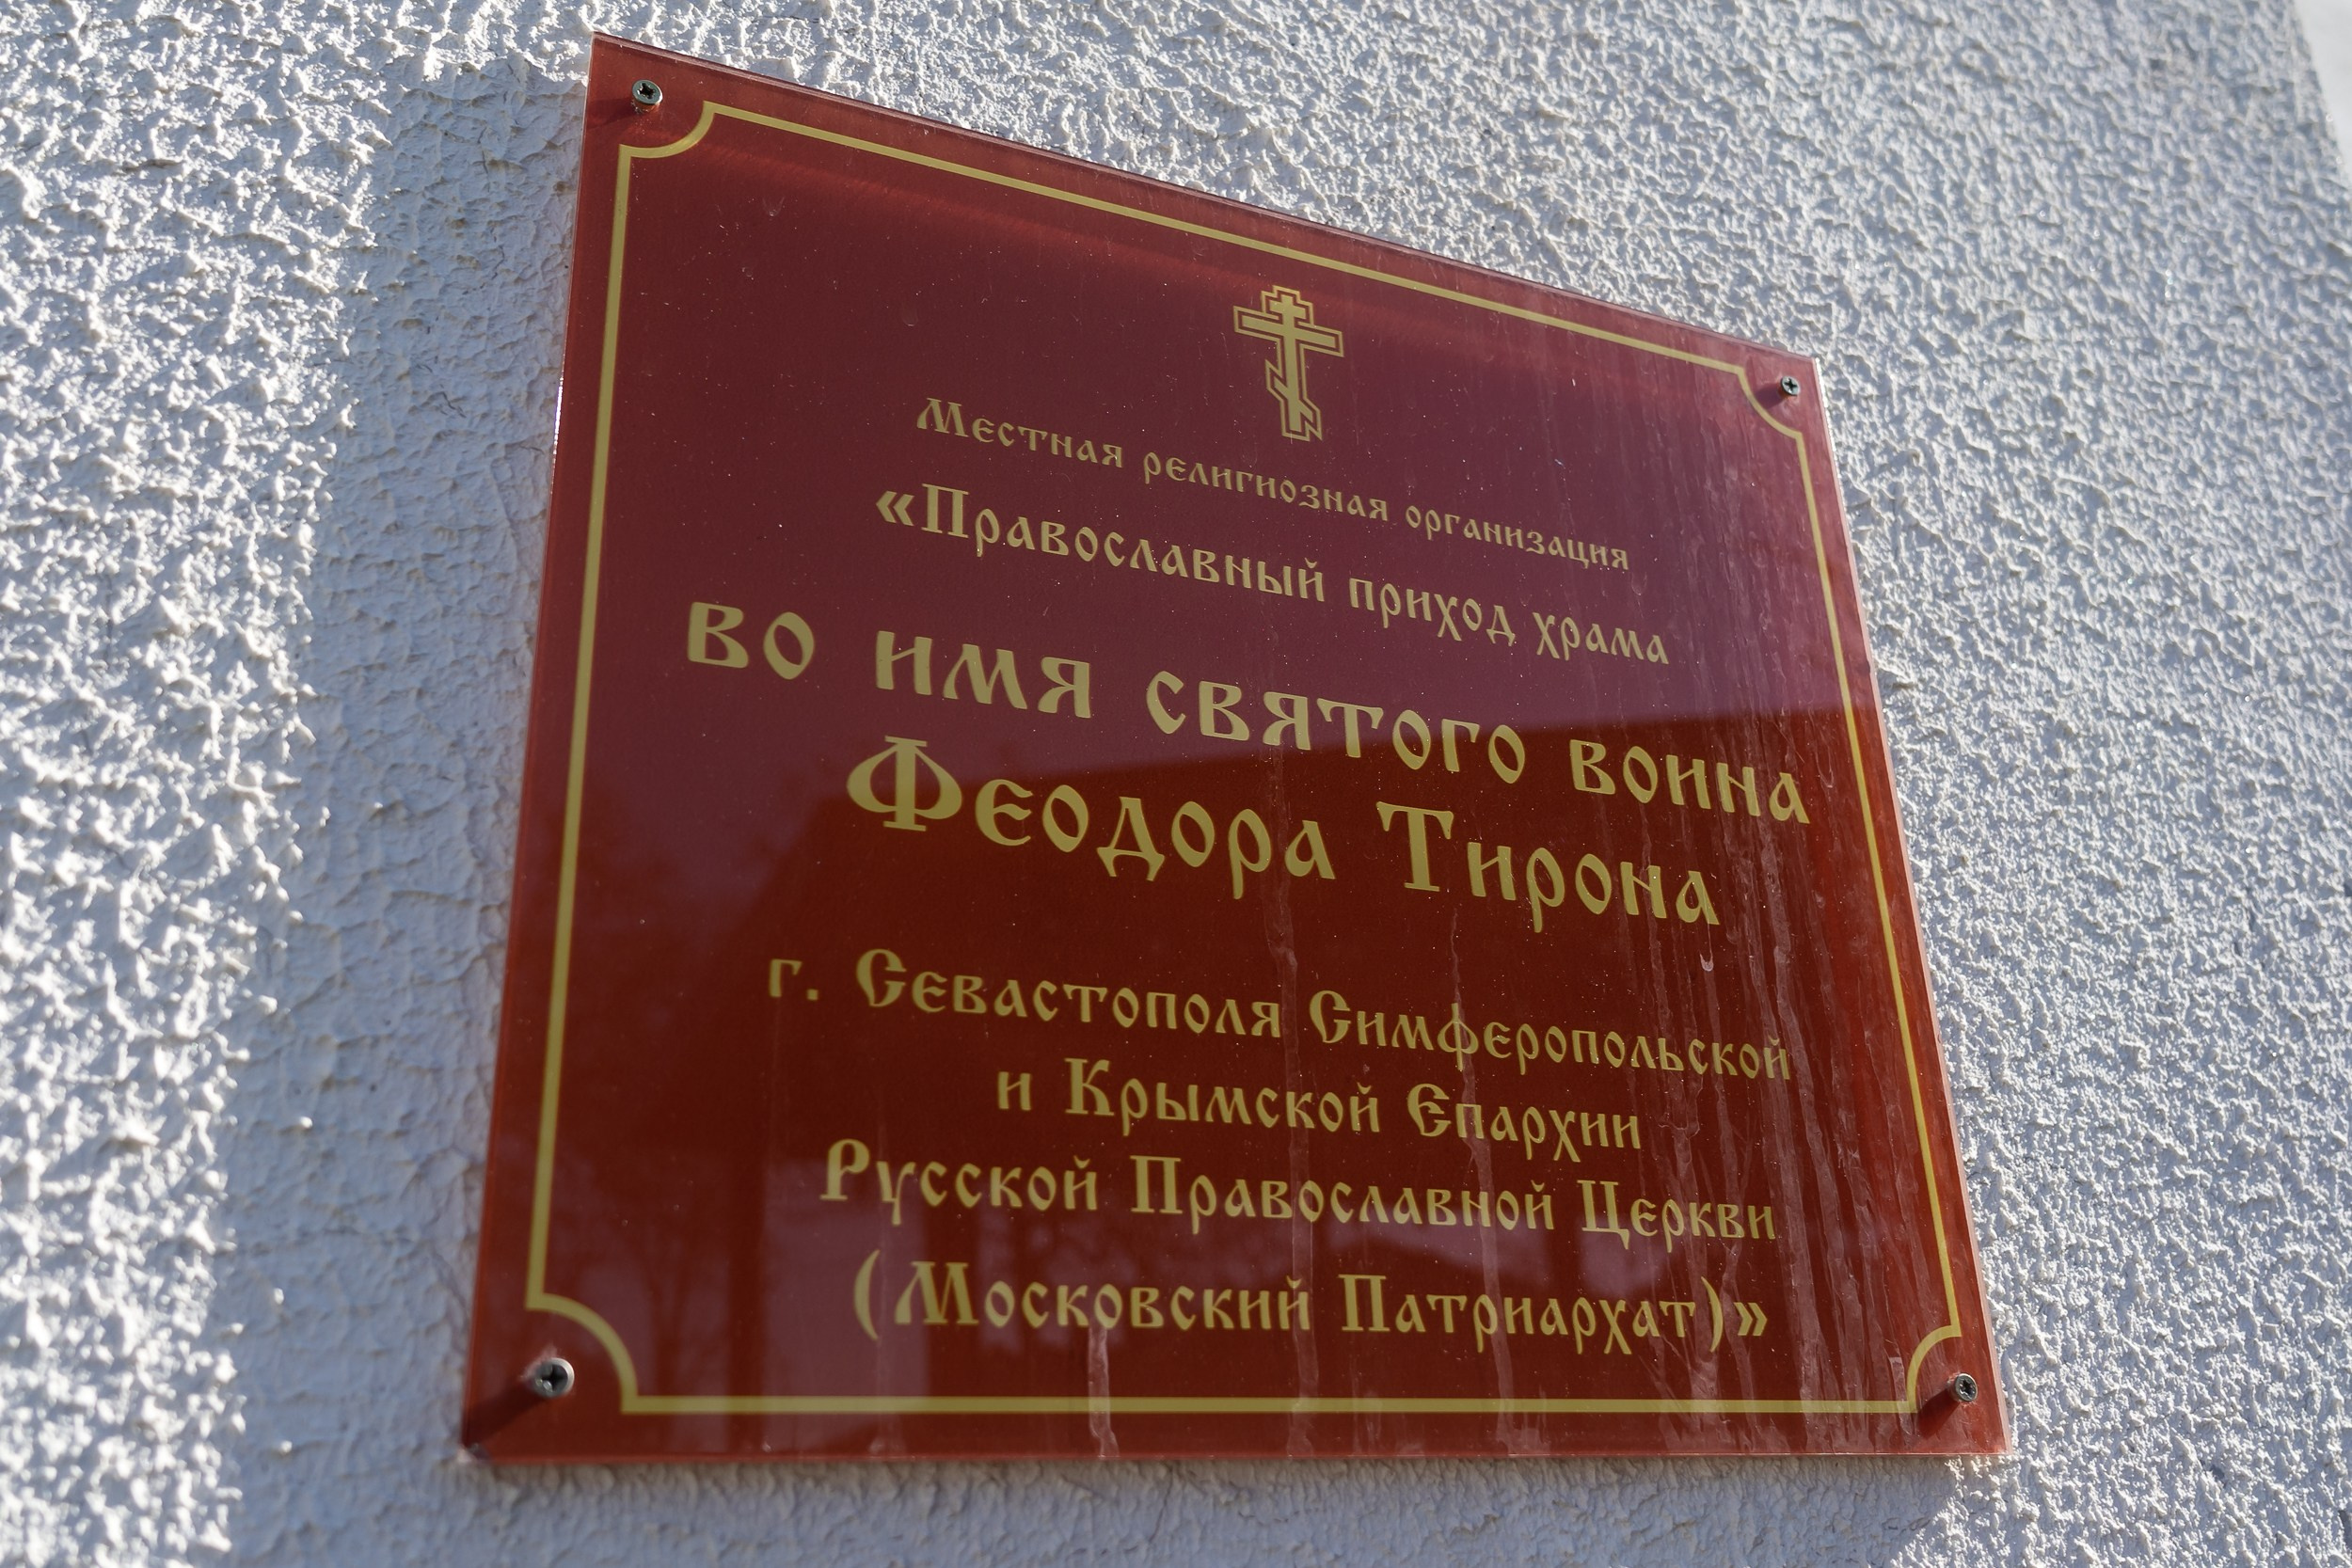 Местная религиозная организация
«Православный приход храма
во имя святого воина
Феодора Тирона
г. Севастополя Симферопольской
и Крымской Епархии
Русской Православной Церкви
(Московский Патриархат)»